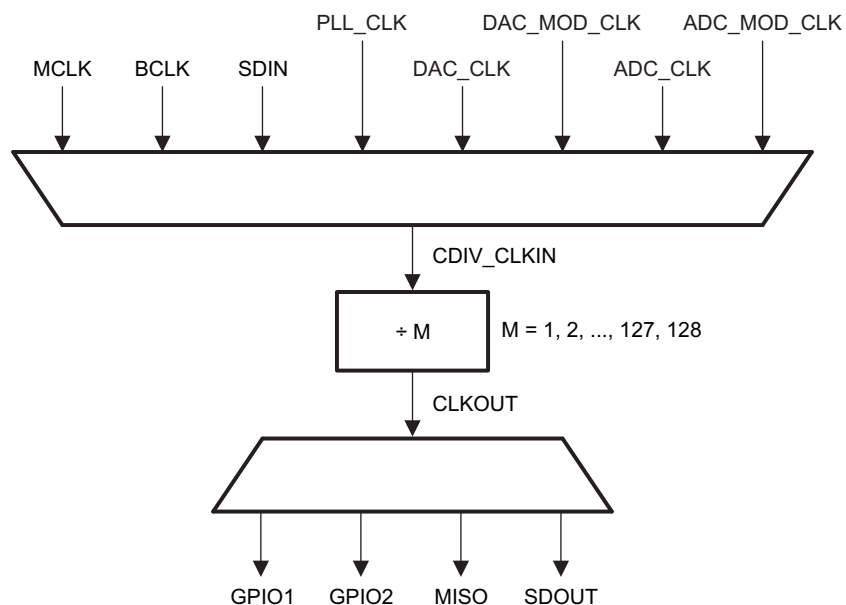 PLL_CLK DAC_MOD_CLK ADC_MOD_CLK
MCLK BCLK SDIN DAC_CLK ADC_CLK
CDIV_CLKIN
÷ M M = 1, 2, ..., 127, 128
CLKOUT
GPIO1 GPIO2 MISO SDOUT